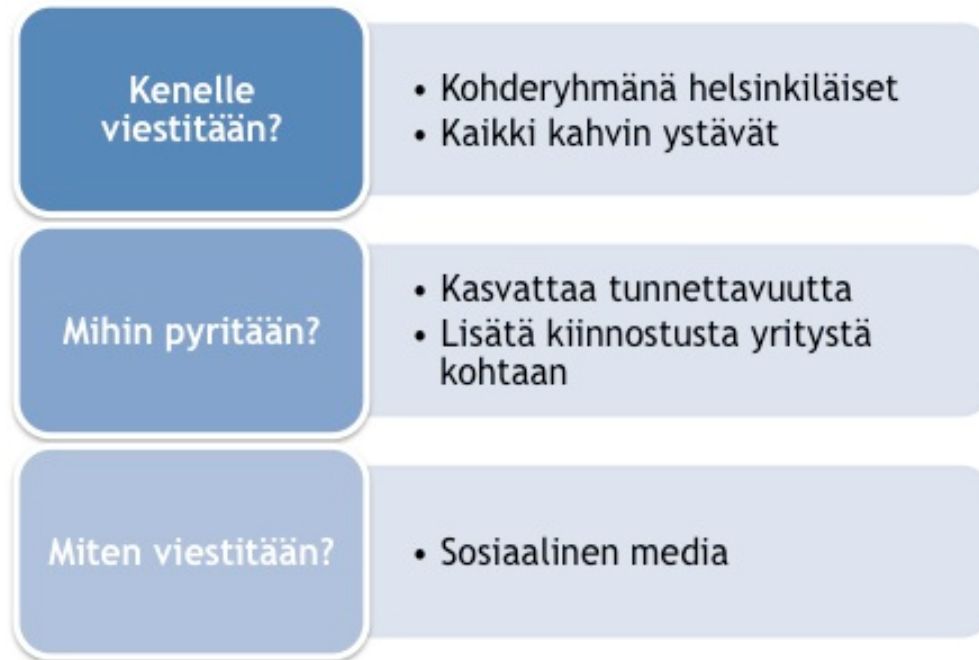 Kenelle
viestitään?
• Kohderyhmänä helsinkiläiset
• Kaikki kahvin ystävät
Mihin pyritään?
• Kasvattaa tunnettavuutta
• Lisätä kiinnostusta yritystä
kohtaan
Miten viestitään?
• Sosiaalinen media